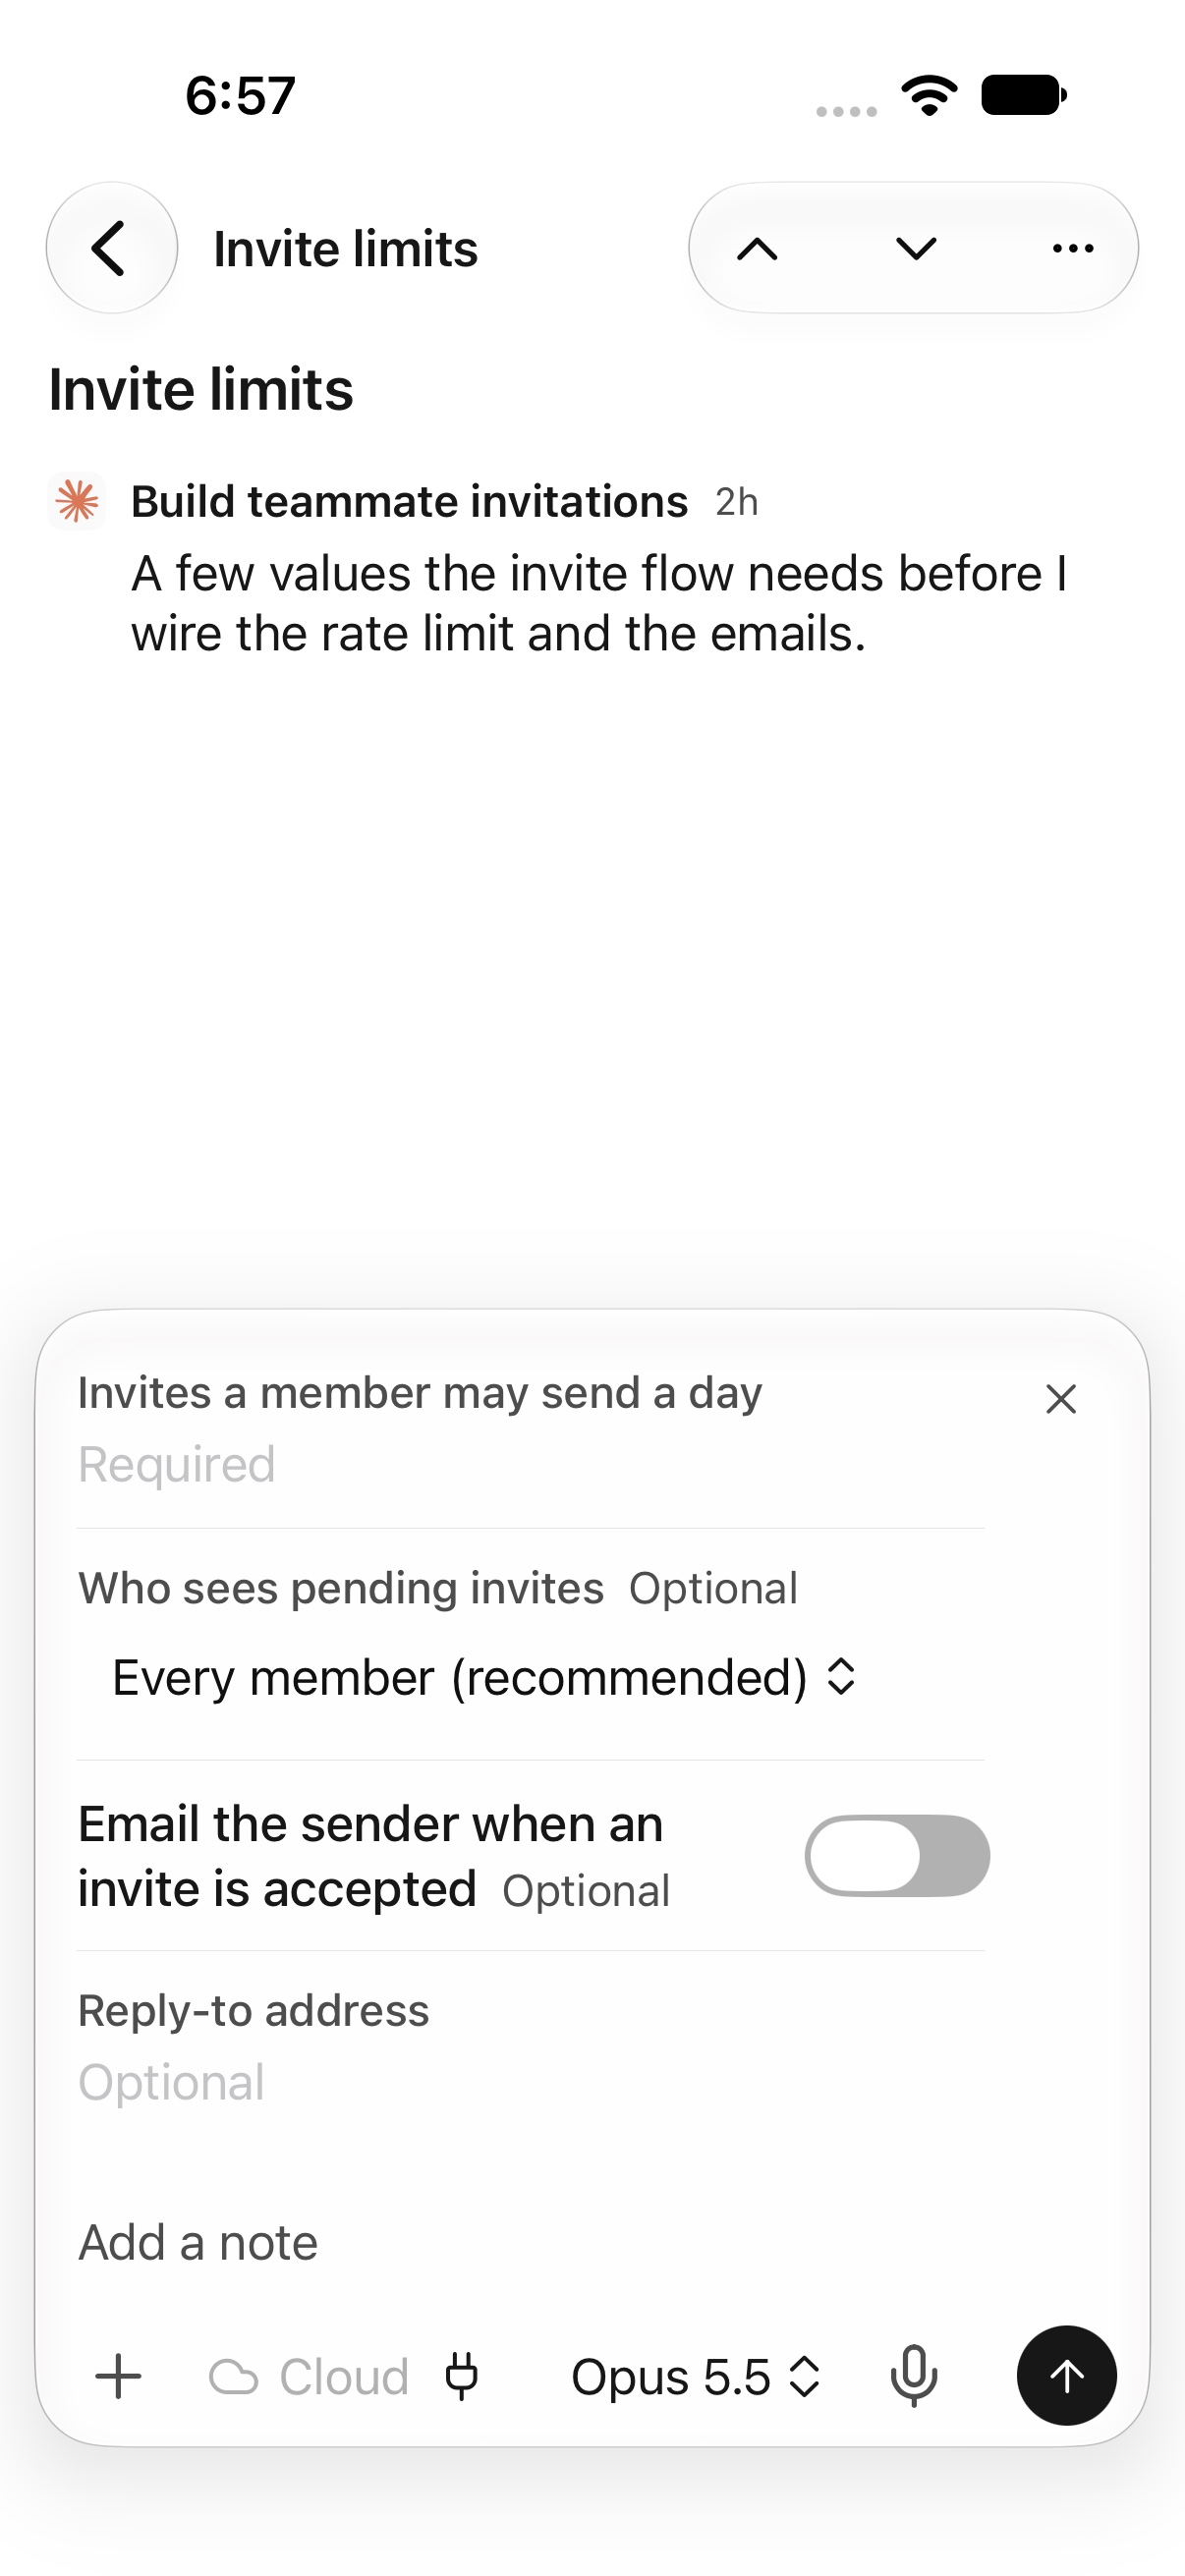 6:57
Invite limits
Invite limits
Build teammate invitations 2h
A few values the invite flow needs before I
wire the rate limit and the emails.
Invites a member may send a day
Required
Who sees pending invites Optional
Every member (recommended)
Email the sender when an
invite is accepted Optional
Reply-to address
Optional
Add a note
Cloud
Opus 5.5